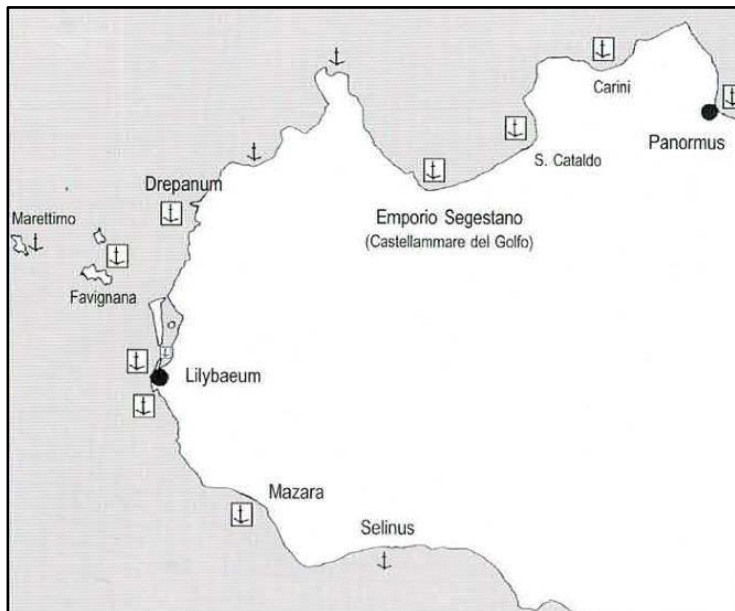 Carini
Panormus
S. Cataldo
Drepanum
Marettimo
Emporio Segestano
(Castellammare del Golfo)
Favignana
Lilybaeum
Mazara
Selinus